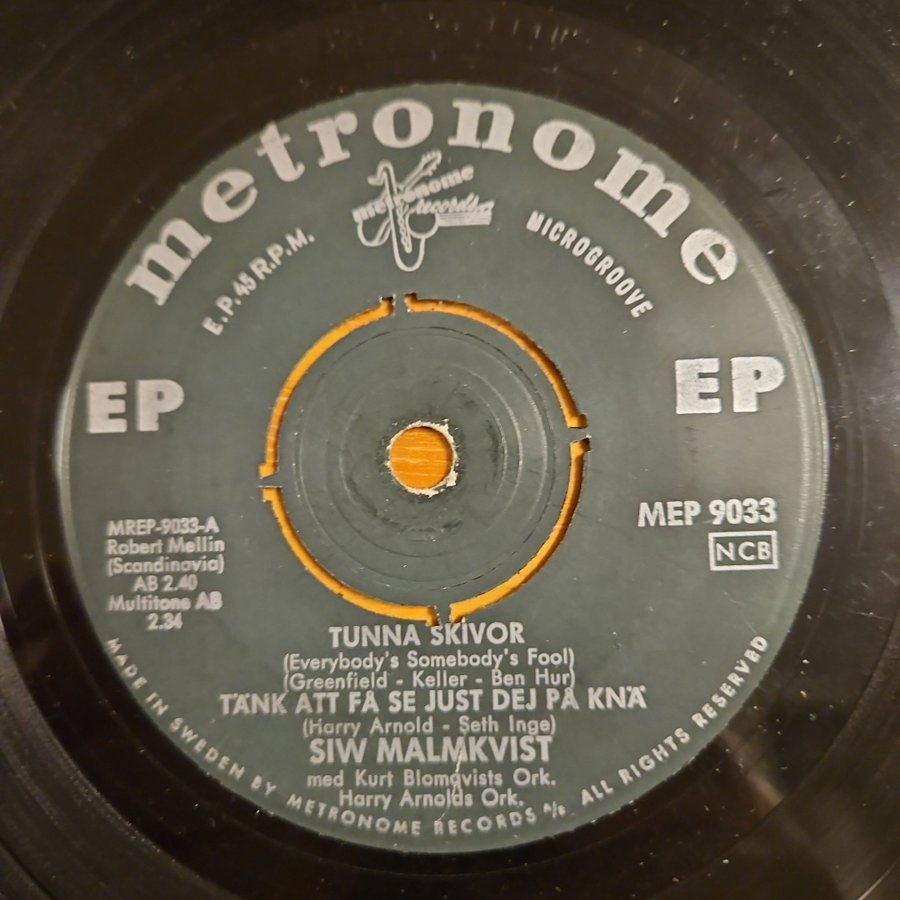 metronome
metronome
records
E.P. 45 R.P.M.
MICROGROOVE
EP
EP
MREP-9033-A
Robert Mellin
(Scandinavia)
AB 2.40
Multitone AB
2.34
MEP 9033
NCB
TUNNA SKIVOR
(Everybody's Somebody's Fool)
(Greenfield - Keller - Ben Hur)
TÄNK ATT FÅ SE JUST DEJ PÅ KNÄ
(Harry Arnold - Seth Inge)
SIW MALMKVIST
med Kurt Blomqvists Ork.
Harry Arnolds Ork.
MADE IN SWEDEN BY METRONOME RECORDS A/B ALL RIGHTS RESERVED